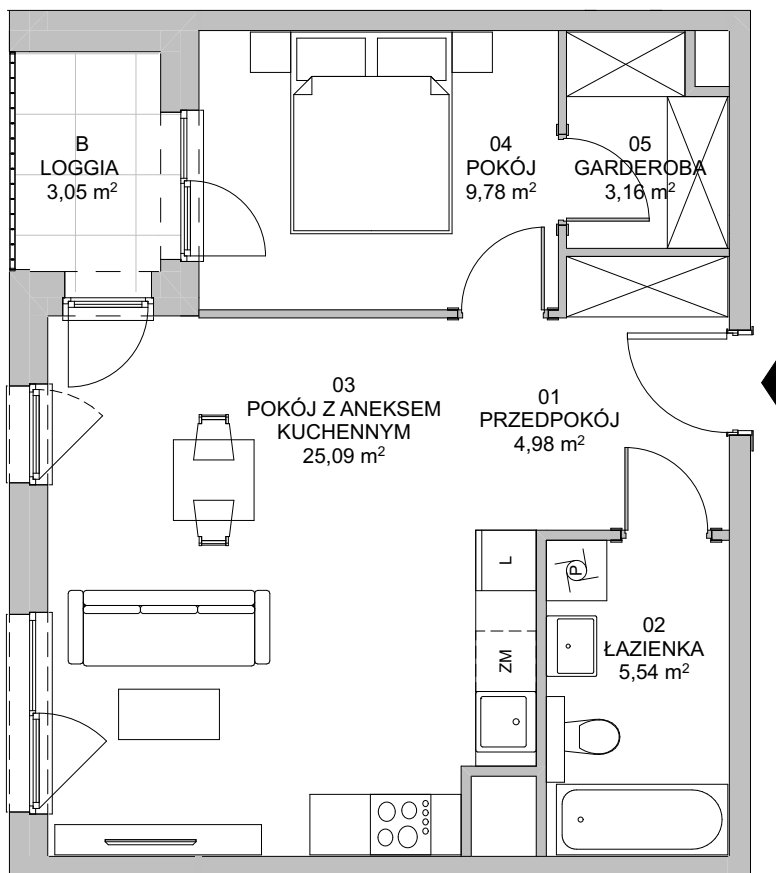 B
LOGGIA
3,05 m²
04
POKÓJ
9,78 m²
05
GARDEROBA
3,16 m²
03
POKÓJ Z ANEKSEM
KUCHENNYM
25,09 m²
01
PRZEDPOKÓJ
4,98 m²
L
ZM
P
02
ŁAZIENKA
5,54 m²